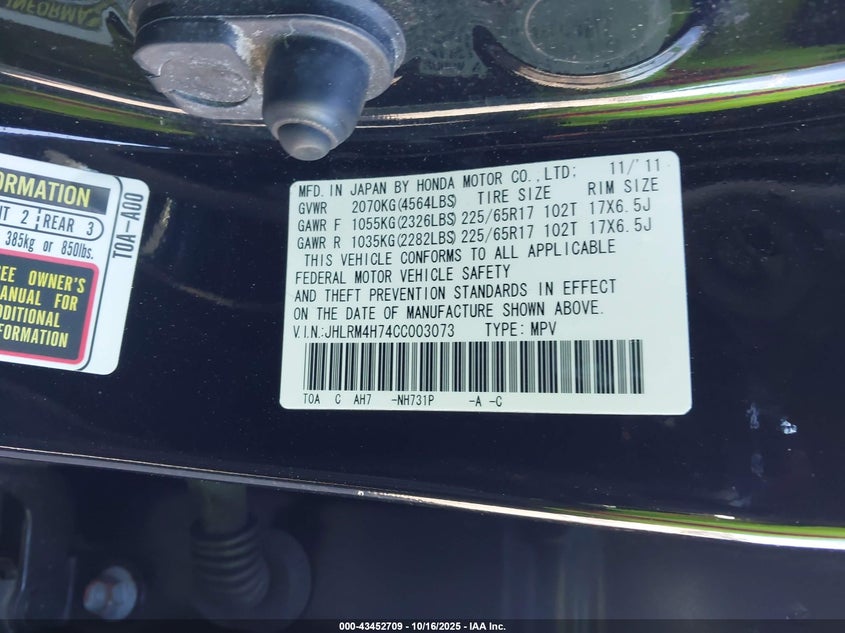 INFORMA
ORMATION
T 2 REAR 3
385kg or 850lbs.
EE OWNER'S
ANUAL FOR
DDITIONAL
FORMATION
T0A-A00
MFD. IN JAPAN BY HONDA MOTOR CO.,LTD; 11/'11
GVWR 2070KG(4564LBS) TIRE SIZE RIM SIZE
GAWR F 1055KG(2326LBS) 225/65R17 102T 17X6.5J
GAWR R 1035KG(2282LBS) 225/65R17 102T 17X6.5J
THIS VEHICLE CONFORMS TO ALL APPLICABLE
FEDERAL MOTOR VEHICLE SAFETY
AND THEFT PREVENTION STANDARDS IN EFFECT
ON THE DATE OF MANUFACTURE SHOWN ABOVE.
V.I.N.:JHLRM4H74CC003073 TYPE: MPV
T0A C AH7 -NH731P -A -C
000-43452709 - 10/16/2025 - IAA Inc.